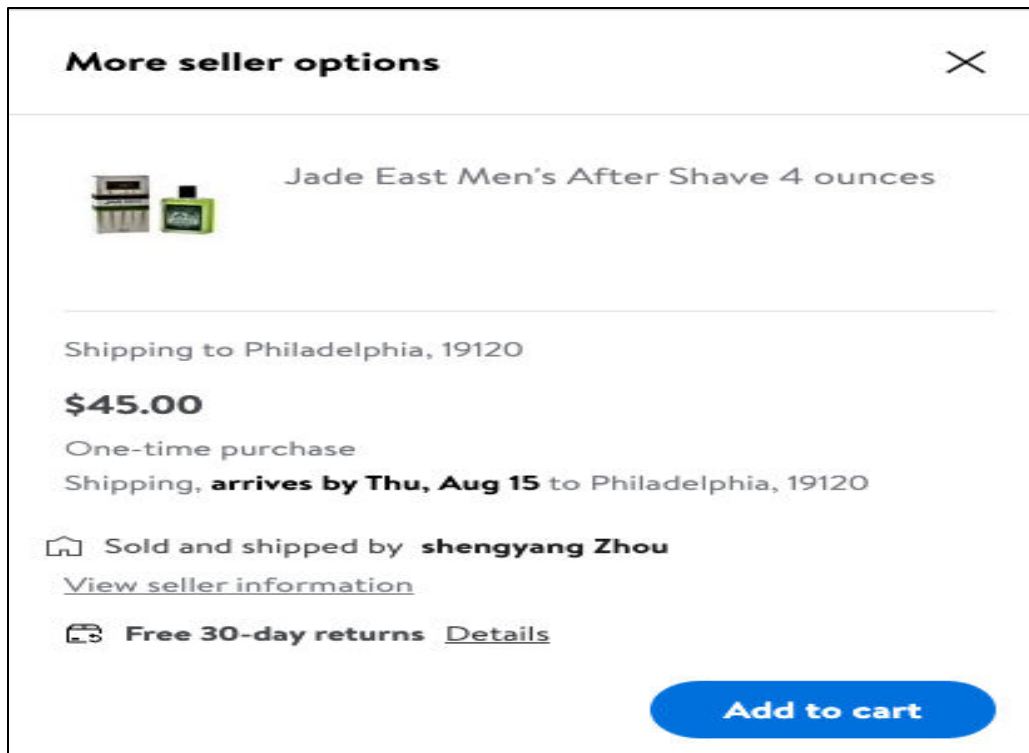 More seller options
Jade East Men's After Shave 4 ounces
Shipping to Philadelphia, 19120
$45.00
One-time purchase
Shipping, arrives by Thu, Aug 15 to Philadelphia, 19120
Sold and shipped by shengyang Zhou
View seller information
Free 30-day returns Details
Add to cart